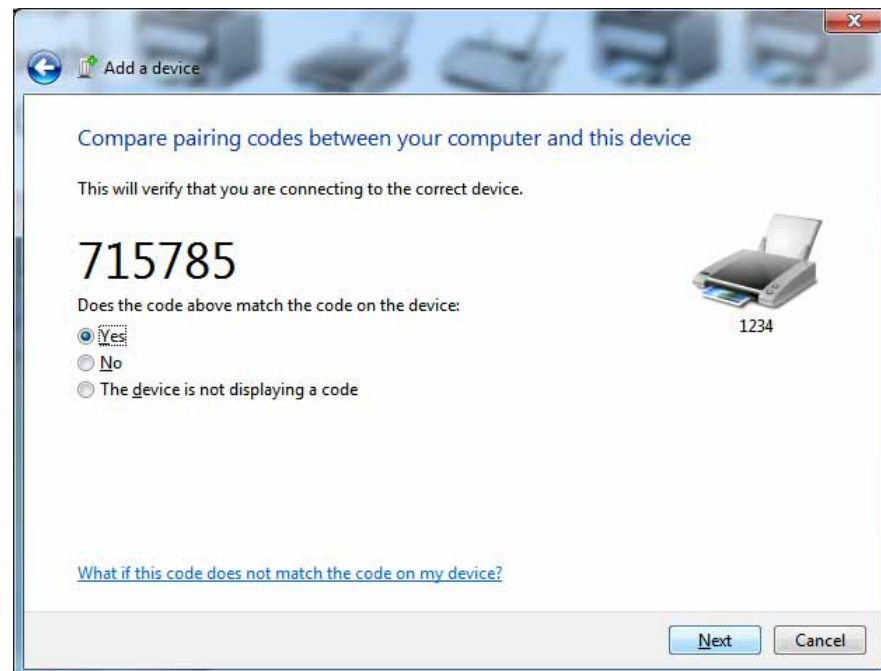 Add a device
Compare pairing codes between your computer and this device
This will verify that you are connecting to the correct device.
715785
Does the code above match the code on the device:
Yes
No
The device is not displaying a code
1234
What if this code does not match the code on my device?
Next
Cancel